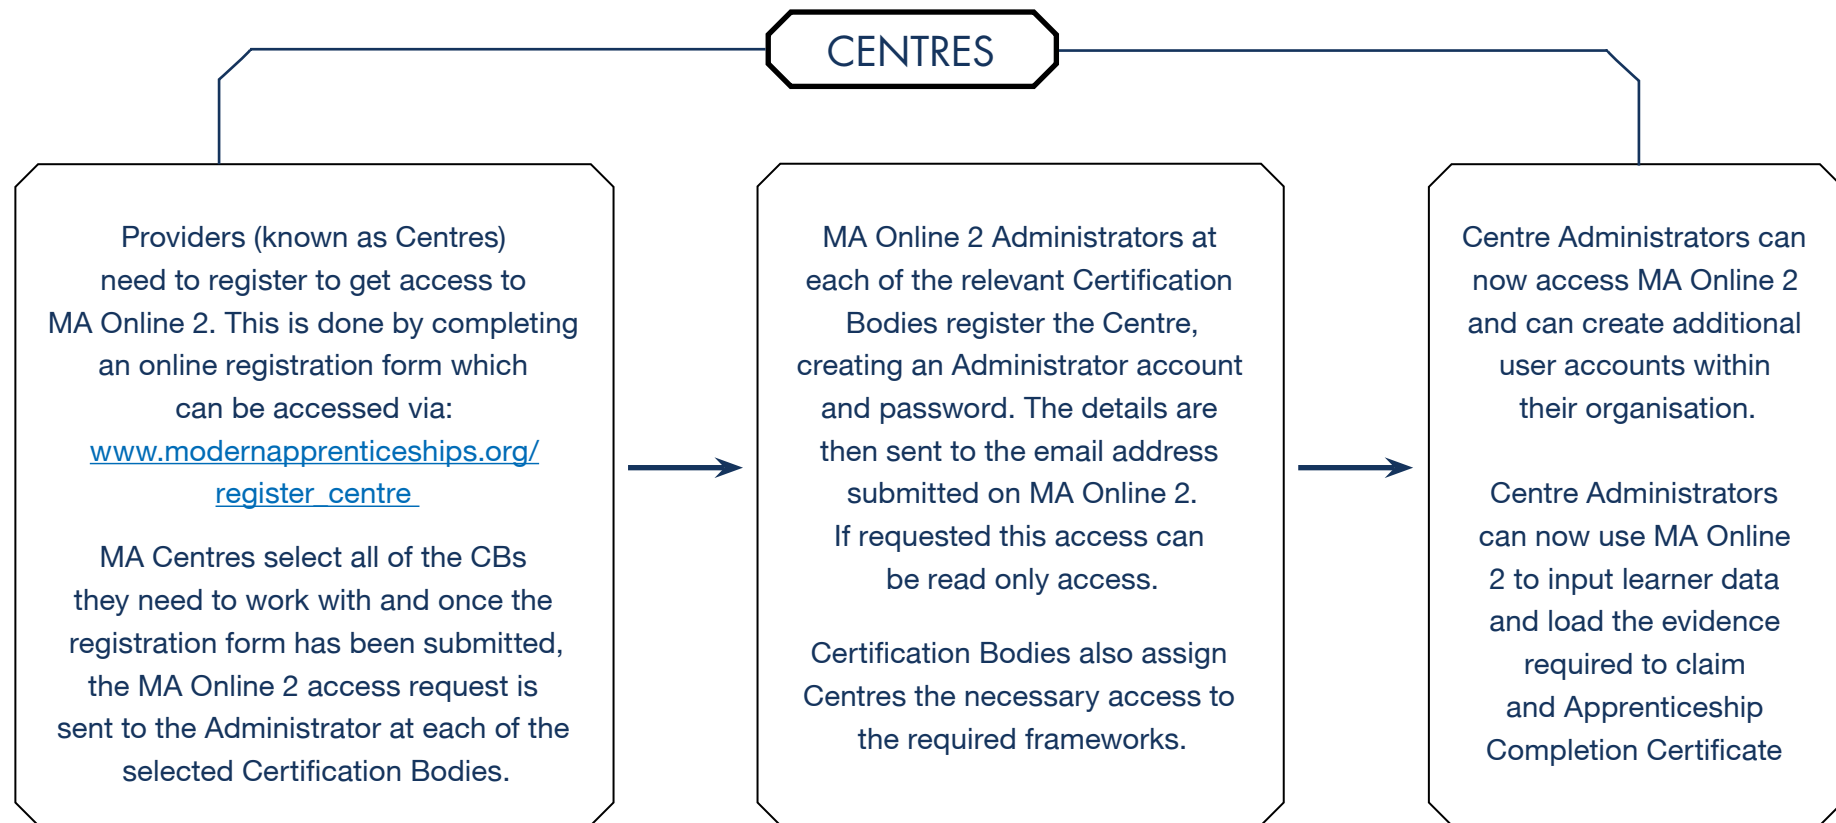 CENTRES
Providers (known as Centres)
need to register to get access to
MA Online 2. This is done by completing
an online registration form which
can be accessed via:
www.modernapprenticeships.org/
register_centre
MA Centres select all of the CBs
they need to work with and once the
registration form has been submitted,
the MA Online 2 access request is
sent to the Administrator at each of the
selected Certification Bodies.
MA Online 2 Administrators at
each of the relevant Certification
Bodies register the Centre,
creating an Administrator account
and password. The details are
then sent to the email address
submitted on MA Online 2.
If requested this access can
be read only access.
Certification Bodies also assign
Centres the necessary access to
the required frameworks.
Centre Administrators can
now access MA Online 2
and can create additional
user accounts within
their organisation.
Centre Administrators
can now use MA Online
2 to input learner data
and load the evidence
required to claim
and Apprenticeship
Completion Certificate